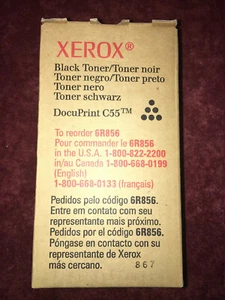 XEROX®
Black Toner/Toner noir
Toner negro/Toner preto
Toner nero
Toner schwarz
DocuPrint C55™
To reorder 6R856
Pour commander le 6R856
in the U.S.A. 1-800-822-2200
in/au Canada 1-800-668-0199
(English)
1-800-668-0133 (français)
Pedidos pelo código 6R856.
Entre em contato com seu
representante mais próximo.
Pedidos por el código 6R856.
Póngase en contacto con su
representante de Xerox
más cercano.
867